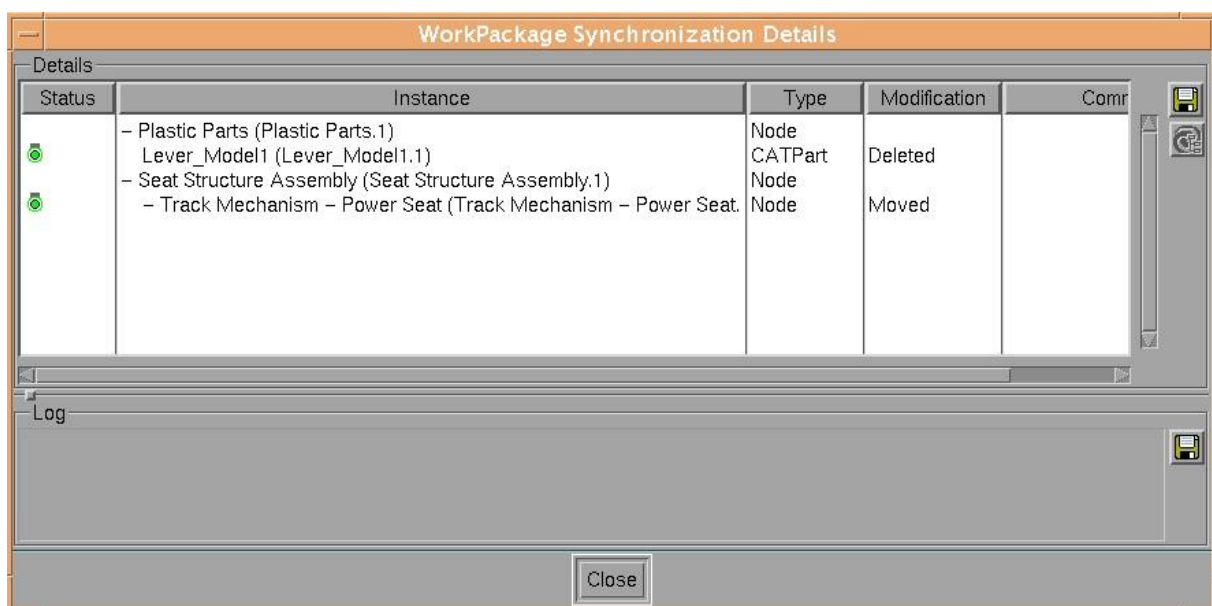 WorkPackage Synchronization Details
Details
Status Instance Type Modification Comr
– Plastic Parts (Plastic Parts.1) Node
Lever_Model1 (Lever_Model1.1) CATPart Deleted
– Seat Structure Assembly (Seat Structure Assembly.1) Node
– Track Mechanism – Power Seat (Track Mechanism – Power Seat. Node Moved
Log
Close